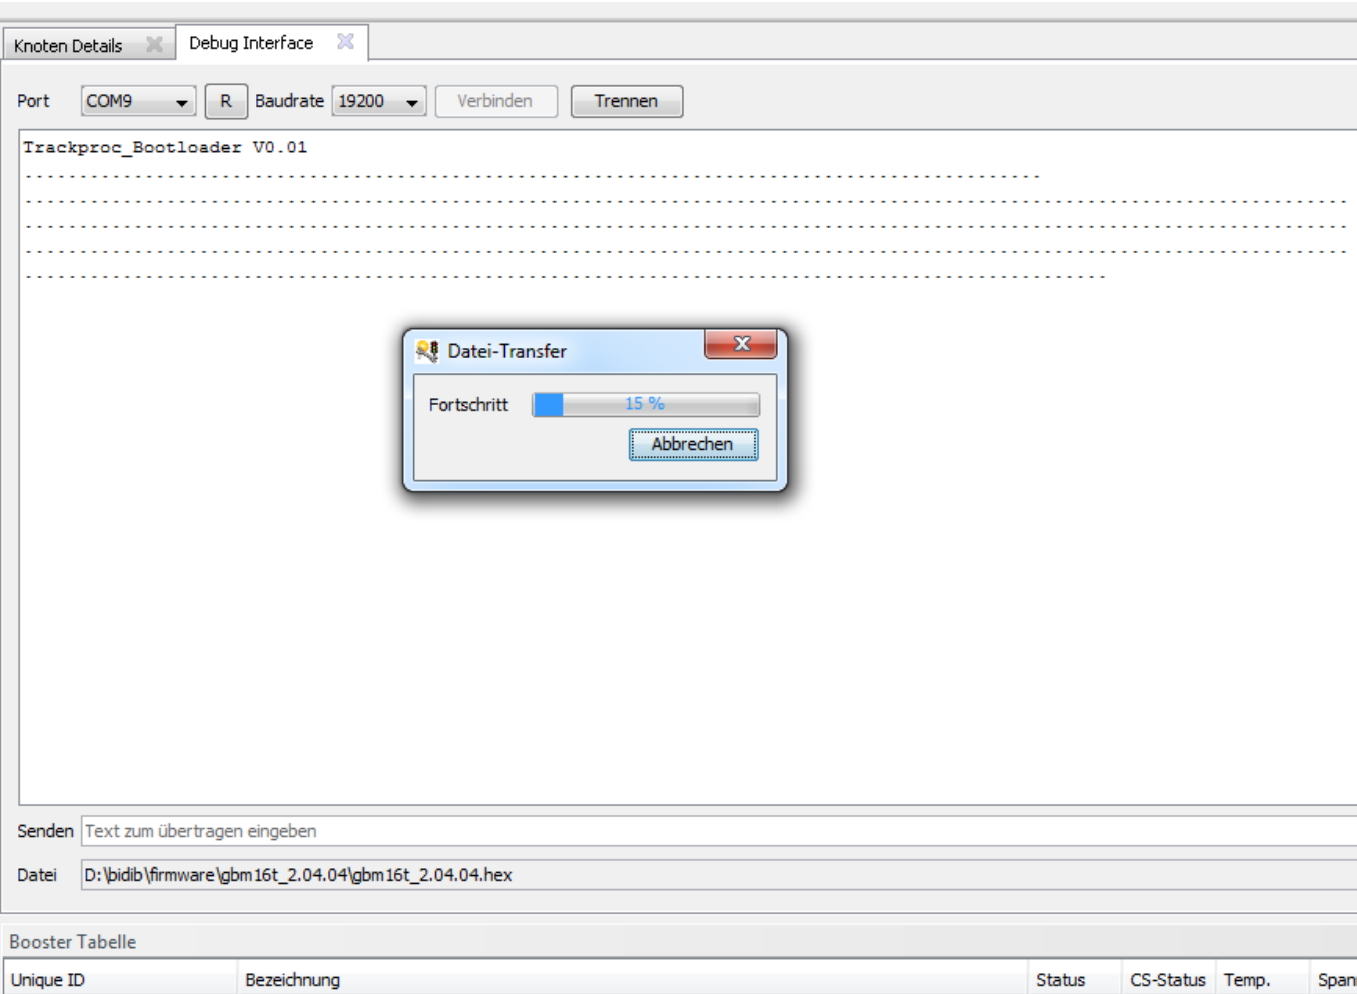 Knoten Details
Debug Interface
Port COM9 R Baudrate 19200 Verbinden Trennen
Trackproc_Bootloader V0.01
Datei-Transfer
Fortschritt 15 %
Abbrechen
Senden Text zum übertragen eingeben
Datei D:\bidib\firmware\gbm16t_2.04.04\gbm16t_2.04.04.hex
Booster Tabelle
Unique ID Bezeichnung Status CS-Status Temp. Span